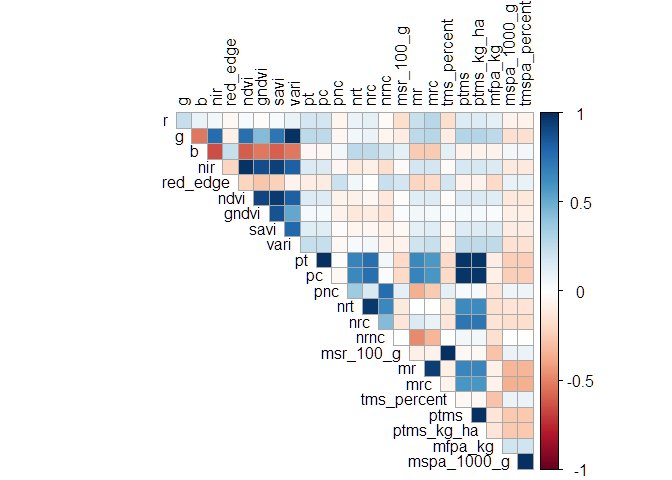 g
b
nir
red_edge
ndvi
gndvi
savi
vari
pt
pc
pnc
nrt
nrc
nrnc
msr_100_g
mr
mrc
tms_percent
ptms
ptms_kg_ha
mfpa_kg
mspa_1000_g
tmspa_percent
r
g
b
nir
red_edge
ndvi
gndvi
savi
vari
pt
pc
pnc
nrt
nrc
nrnc
msr_100_g
mr
mrc
tms_percent
ptms
ptms_kg_ha
mfpa_kg
mspa_1000_g
1
0.5
0
-0.5
-1